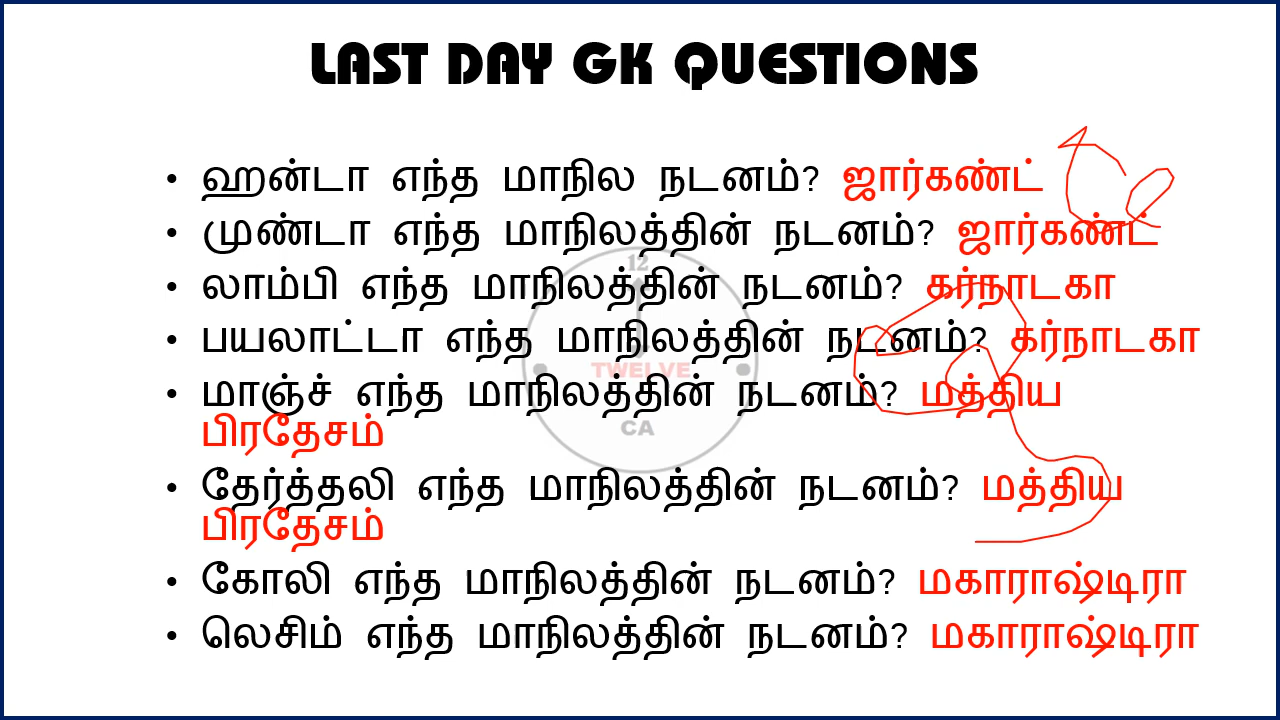 LAST DAY GK QUESTIONS
• ஹன்டா எந்த மாநில நடனம்? ஜார்கண்ட்
• முண்டா எந்த மாநிலத்தின் நடனம்? ஜார்கண்ட்
• லாம்பி எந்த மாநிலத்தின் நடனம்? கர்நாடகா
• பயலாட்டா எந்த மாநிலத்தின் நடனம்? கர்நாடகா
• மாஞ்ச் எந்த மாநிலத்தின் நடனம்? மத்திய
பிரதேசம்
• தேர்த்தலி எந்த மாநிலத்தின் நடனம்? மத்திய
பிரதேசம்
• கோலி எந்த மாநிலத்தின் நடனம்? மகாராஷ்டிரா
• லெசிம் எந்த மாநிலத்தின் நடனம்? மகாராஷ்டிரா
12
TWELVE
CA